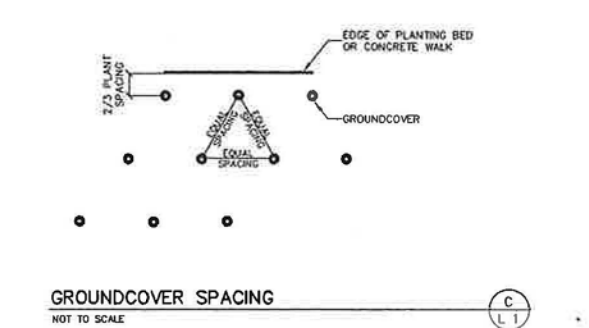 EDGE OF PLANTING BED
OR CONCRETE WALK
2/3 PLANT
SPACING
GROUNDCOVER
EQUAL
SPACING
EQUAL
SPACING
EQUAL
SPACING
GROUNDCOVER SPACING
NOT TO SCALE
C
L 1